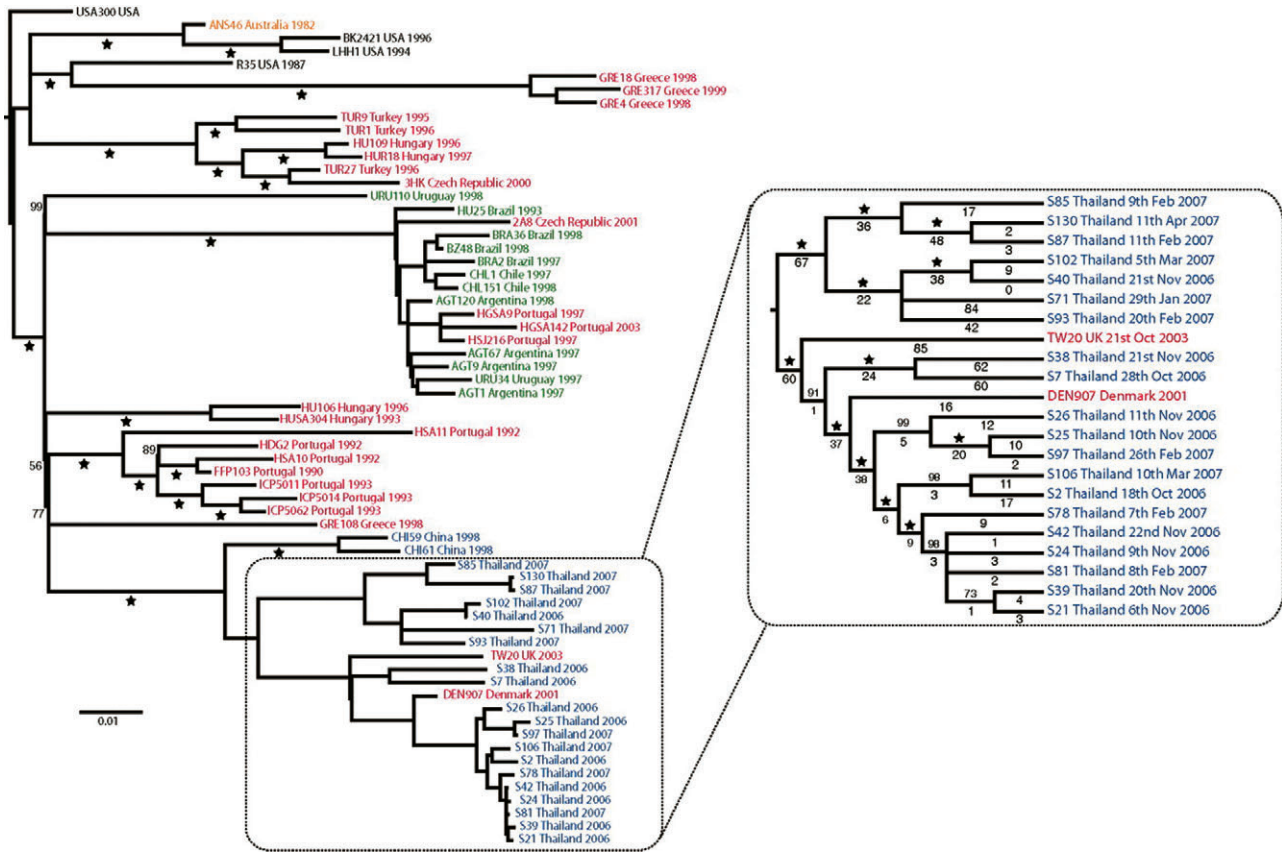 USA300 USA
ANS46 Australia 1982
BK2421 USA 1996
LHH1 USA 1994
R35 USA 1987
GRE18 Greece 1998
GRE317 Greece 1999
GRE4 Greece 1998
TUR9 Turkey 1995
TUR1 Turkey 1996
HU109 Hungary 1996
HUR18 Hungary 1997
TUR27 Turkey 1996
3HK Czech Republic 2000
99
URU110 Uruguay 1998
HU25 Brazil 1993
2A8 Czech Republic 2001
BRA36 Brazil 1998
BZ48 Brazil 1998
BRA2 Brazil 1997
CHL1 Chile 1997
CHL151 Chile 1998
AGT120 Argentina 1998
HGSA9 Portugal 1997
HGSA142 Portugal 2003
HSJ216 Portugal 1997
AGT67 Argentina 1997
AGT9 Argentina 1997
URU34 Uruguay 1997
AGT1 Argentina 1997
HU106 Hungary 1996
HUSA304 Hungary 1993
HSA11 Portugal 1992
89
HDG2 Portugal 1992
HSA10 Portugal 1992
56
FFP103 Portugal 1990
ICP5011 Portugal 1993
ICP5014 Portugal 1993
77
ICP5062 Portugal 1993
GRE108 Greece 1998
CHI59 China 1998
CHI61 China 1998
S85 Thailand 2007
S130 Thailand 2007
S87 Thailand 2007
S102 Thailand 2007
S40 Thailand 2006
S71 Thailand 2007
S93 Thailand 2007
TW20 UK 2003
S38 Thailand 2006
S7 Thailand 2006
DEN907 Denmark 2001
S26 Thailand 2006
S25 Thailand 2006
S97 Thailand 2007
S106 Thailand 2007
S2 Thailand 2006
S78 Thailand 2007
S42 Thailand 2006
S24 Thailand 2006
S81 Thailand 2007
S39 Thailand 2006
S21 Thailand 2006
0.01
S85 Thailand 9th Feb 2007
36
17
S130 Thailand 11th Apr 2007
2
48
S87 Thailand 11th Feb 2007
3
67
S102 Thailand 5th Mar 2007
9
38
S40 Thailand 21st Nov 2006
0
22
S71 Thailand 29th Jan 2007
84
S93 Thailand 20th Feb 2007
42
TW20 UK 21st Oct 2003
85
60
S38 Thailand 21st Nov 2006
62
24
S7 Thailand 28th Oct 2006
60
91
1
DEN907 Denmark 2001
16
37
S26 Thailand 11th Nov 2006
12
99
5
S25 Thailand 10th Nov 2006
10
20
S97 Thailand 26th Feb 2007
2
38
S106 Thailand 10th Mar 2007
11
98
3
S2 Thailand 18th Oct 2006
17
6
S78 Thailand 7th Feb 2007
9
9
S42 Thailand 22nd Nov 2006
1
98
3
S24 Thailand 9th Nov 2006
3
S81 Thailand 8th Feb 2007
2
73
1
S39 Thailand 20th Nov 2006
4
S21 Thailand 6th Nov 2006
3